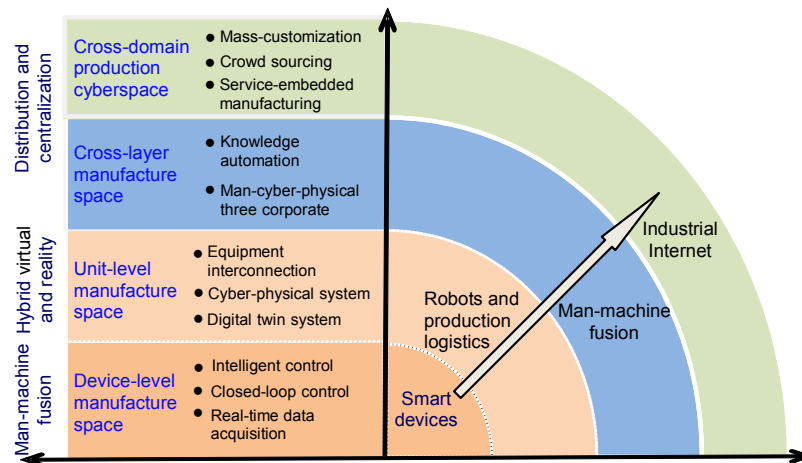 Distribution and
centralization
Cross-domain
production
cyberspace
● Mass-customization
● Crowd sourcing
● Service-embedded
manufacturing
Cross-layer
manufacture
space
● Knowledge
automation
● Man-cyber-physical
three corporate
Hybrid virtual
and reality
Unit-level
manufacture
space
● Equipment
interconnection
● Cyber-physical system
● Digital twin system
Man-machine
fusion
Device-level
manufacture
space
● Intelligent control
● Closed-loop control
● Real-time data
acquisition
Industrial
Internet
Man-machine
fusion
Robots and
production
logistics
Smart
devices